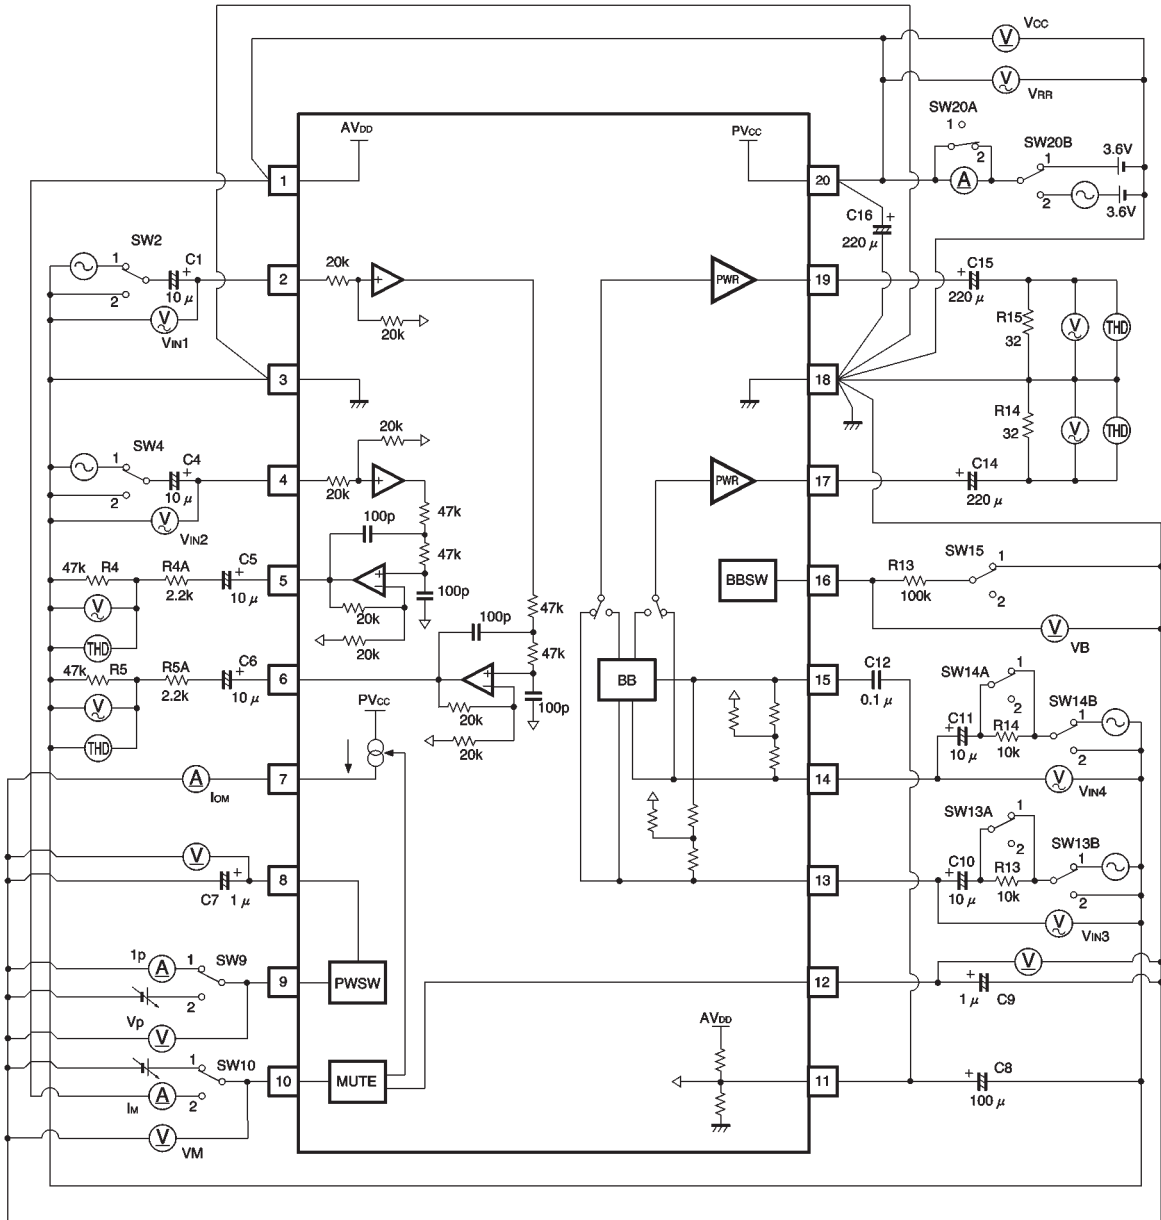 VCC
VRR
SW20A
1
2
SW20B
1
2
3.6V
3.6V
A
AVDD
PVCC
1
20
C16
+
220 μ
SW2
1
2
C1
+
10 μ
VIN1
2
20k
20k
PWR
19
C15
+
220 μ
R15
32
V
THD
3
18
SW4
1
2
C4
+
10 μ
VIN2
4
20k
20k
47k
47k
100p
100p
PWR
17
C14
+
220 μ
R14
32
V
THD
47k
R4
R4A
2.2k
C5
+
10 μ
V
THD
5
20k
20k
BBSW
16
R13
100k
SW15
1
2
V
VB
47k
R5
R5A
2.2k
C6
+
10 μ
V
THD
6
100p
47k
47k
100p
20k
20k
BB
15
C12
0.1 μ
SW14A
1
2
C11
+
10 μ
R14
10k
SW14B
1
2
V
VIN4
14
PVCC
7
A
IOM
V
C7
+
1 μ
8
SW13A
1
2
C10
+
10 μ
R13
10k
SW13B
1
2
V
VIN3
13
1p
A
1
2
SW9
Vp
V
9
PWSW
12
V
+
1 μ
C9
1
2
SW10
IM
A
V
VM
10
MUTE
AVDD
11
C8
+
100 μ